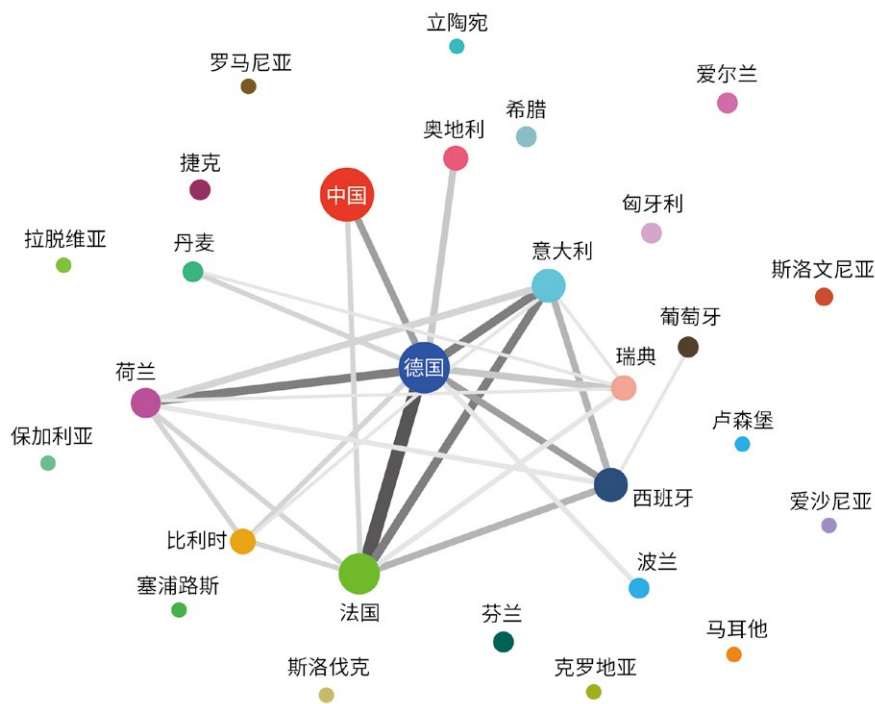 立陶宛
罗马尼亚
爱尔兰
希腊
奥地利
捷克
中国
匈牙利
拉脱维亚
丹麦
意大利
斯洛文尼亚
葡萄牙
瑞典
德国
荷兰
卢森堡
保加利亚
西班牙
爱沙尼亚
比利时
波兰
塞浦路斯
法国
芬兰
马耳他
斯洛伐克
克罗地亚